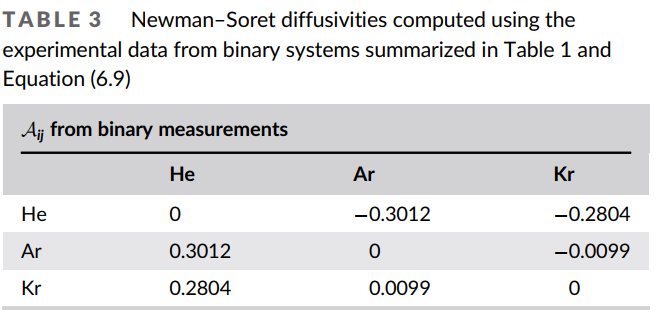 TABLE 3 Newman–Soret diffusivities computed using the
experimental data from binary systems summarized in Table 1 and
Equation (6.9)
𝒜ij from binary measurements
He Ar Kr
He 0 −0.3012 −0.2804
Ar 0.3012 0 −0.0099
Kr 0.2804 0.0099 0